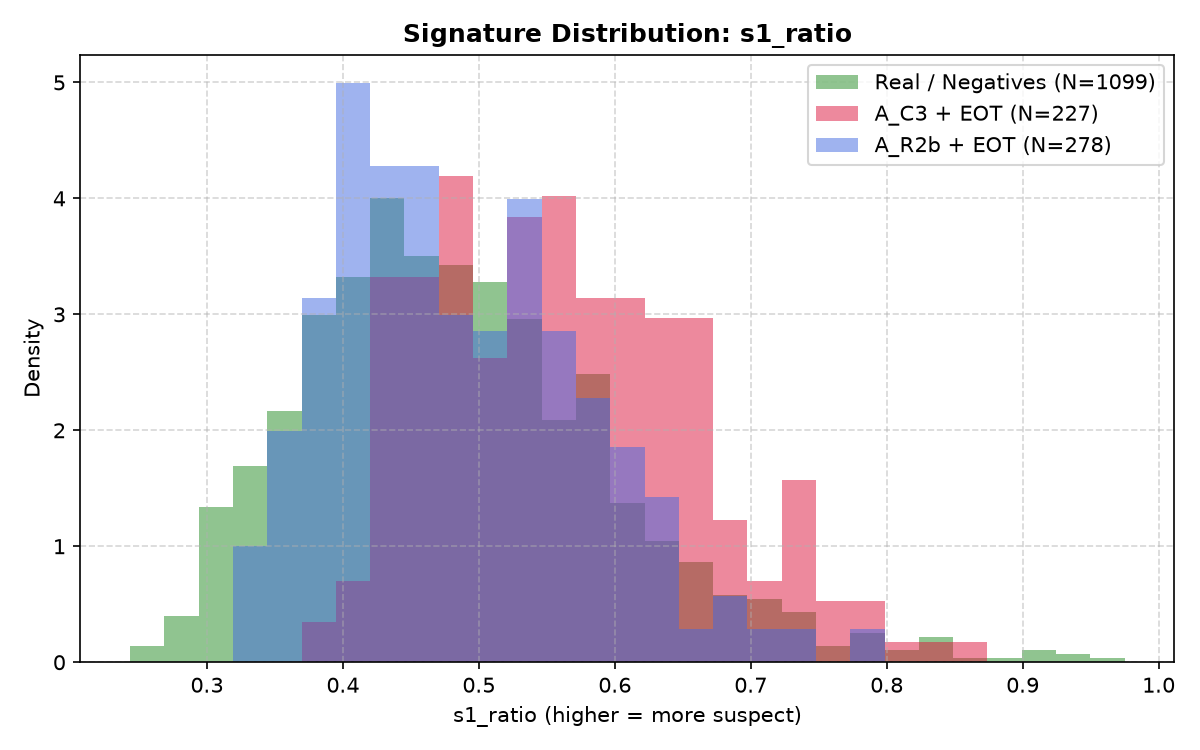 Signature Distribution: s1_ratio
Real / Negatives (N=1099)
A_C3 + EOT (N=227)
A_R2b + EOT (N=278)
Density
5
4
3
2
1
0
0.3 0.4 0.5 0.6 0.7 0.8 0.9 1.0
s1_ratio (higher = more suspect)